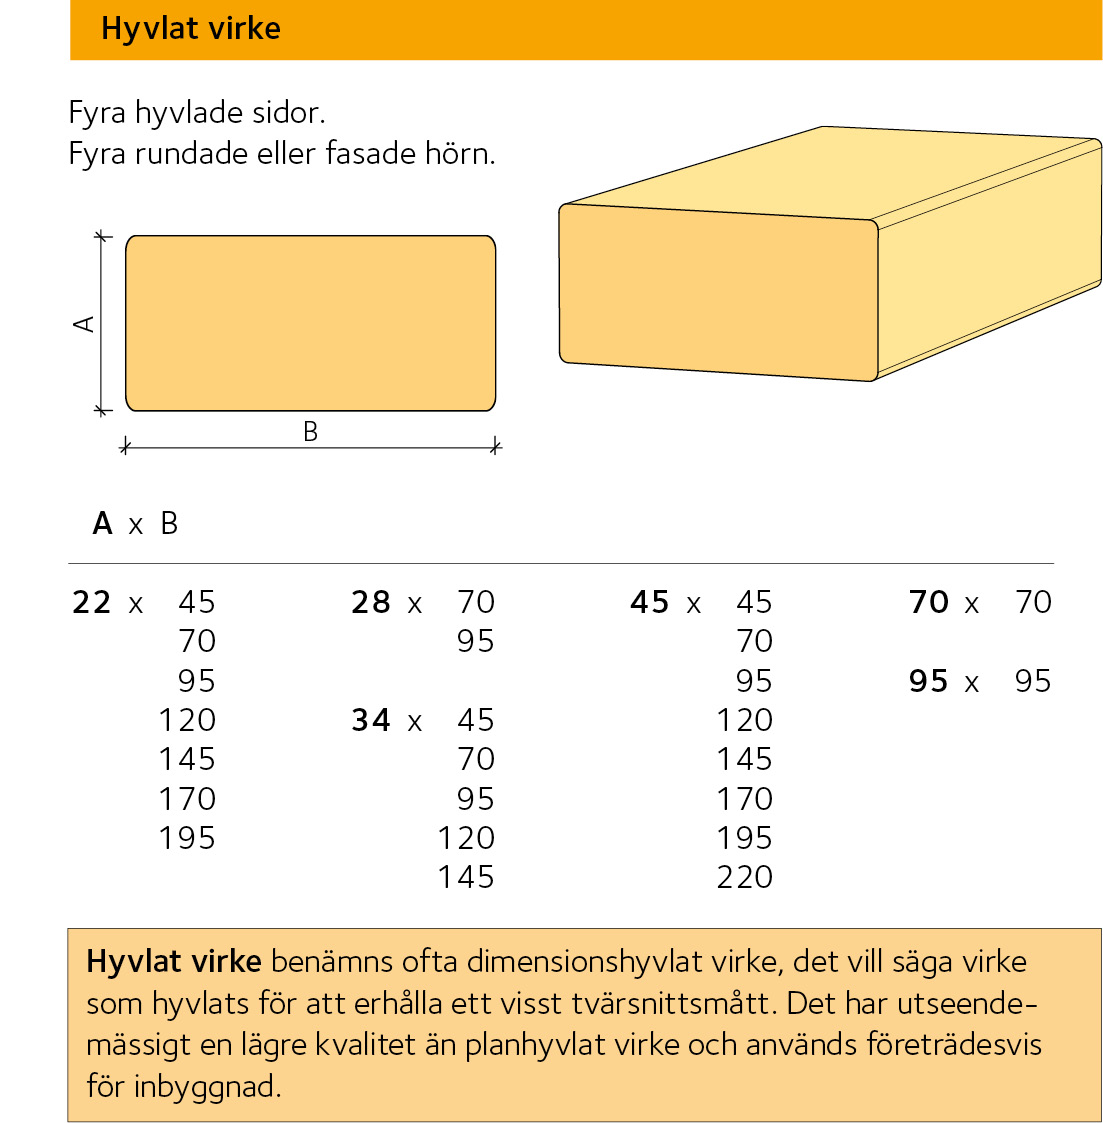 Hyvlat virke
Fyra hyvlade sidor.
Fyra rundade eller fasade hörn.
A
B
A x B
22 x 45 28 x 70 45 x 45 70 x 70
70 95 70
95 95 95 x 95
120 34 x 45 120
145 70 145
170 95 170
195 120 195
145 220
Hyvlat virke benämns ofta dimensionshyvlat virke, det vill säga virke
som hyvlats för att erhålla ett visst tvärsnittsmått. Det har utseende-
mässigt en lägre kvalitet än planhyvlat virke och används företrädesvis
för inbyggnad.